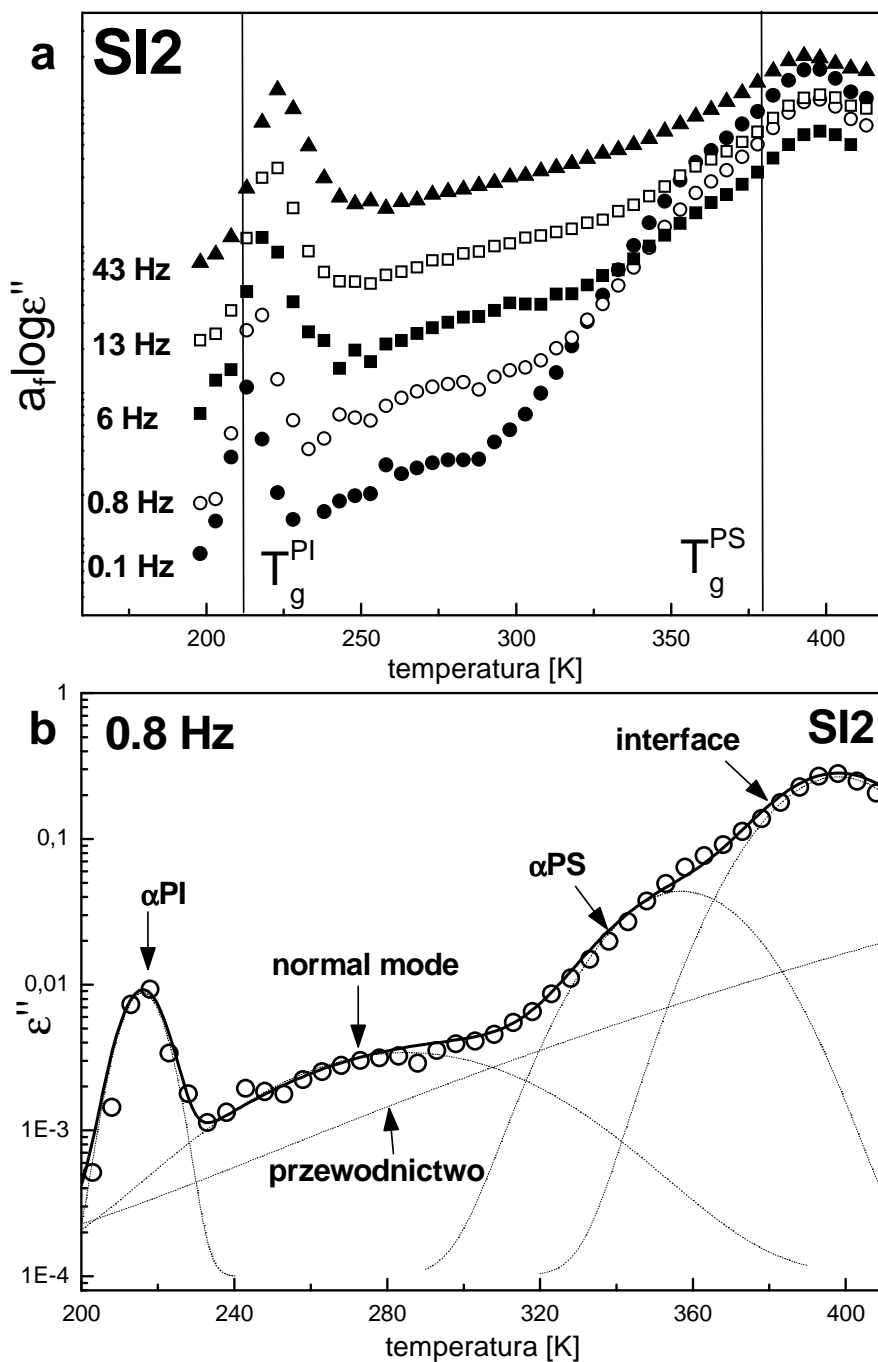 a SI2
a_f logε''
43 Hz
13 Hz
6 Hz
0.8 Hz
0.1 Hz
T_g^PI
T_g^PS
200 250 300 350 400
temperatura [K]
b 0.8 Hz SI2
ε''
1
0,1
0,01
1E-3
1E-4
interface
αPS
αPI
normal mode
przewodnictwo
200 240 280 320 360 400
temperatura [K]